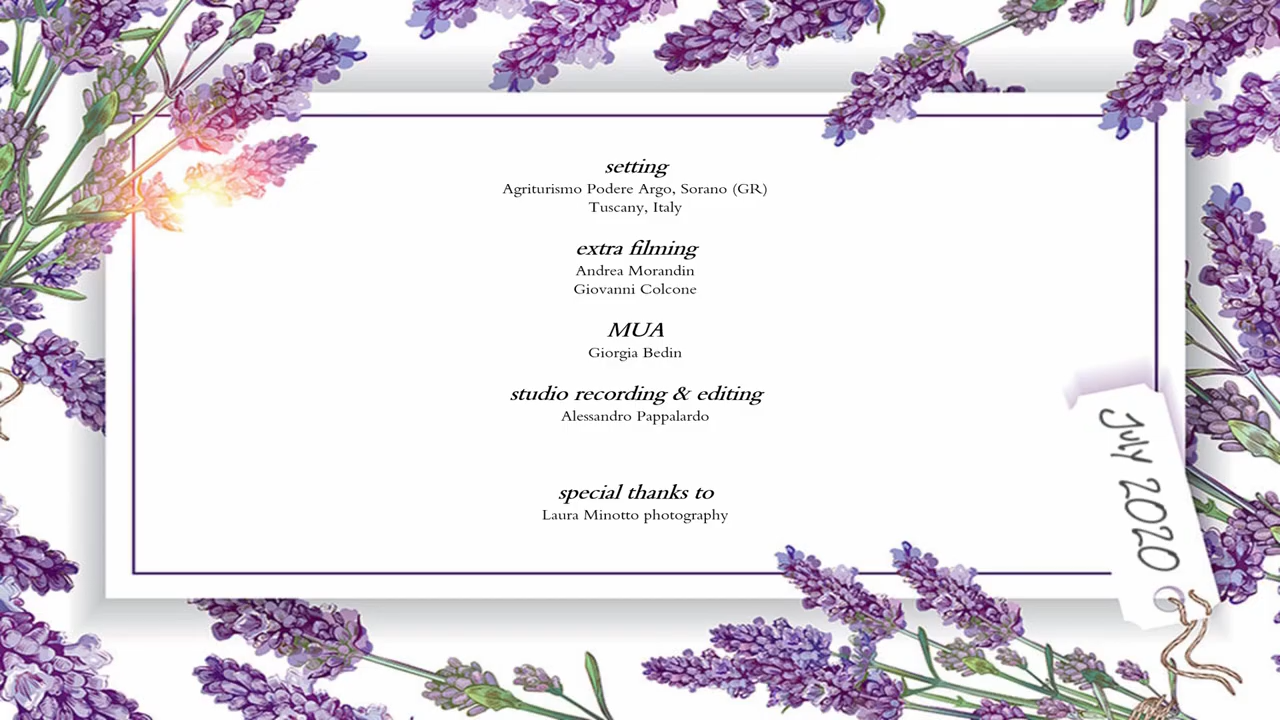 setting
Agriturismo Podere Argo, Sorano (GR)
Tuscany, Italy
extra filming
Andrea Morandin
Giovanni Colcone
MUA
Giorgia Bedin
studio recording & editing
Alessandro Pappalardo
special thanks to
Laura Minotto photography
July 2020